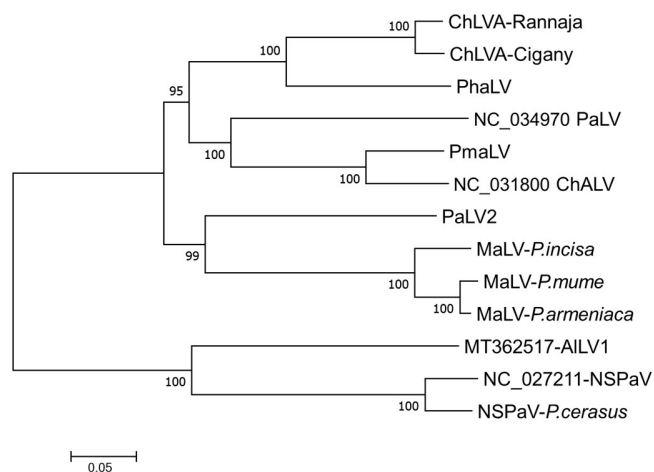 100
ChLVA-Rannaja
100
ChLVA-Cigany
95
PhaLV
NC_034970 PaLV
100
PmaLV
100
NC_031800 ChALV
PaLV2
99
MaLV-P.incisa
100
MaLV-P.mume
100
MaLV-P.armeniaca
MT362517-AlLV1
100
NC_027211-NSPaV
100
NSPaV-P.cerasus
0.05